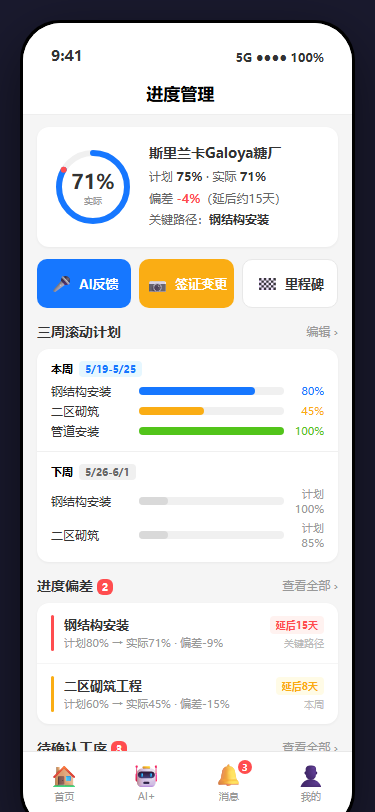 9:41
5G ●●●● 100%
进度管理
71%
实际
斯里兰卡Galoya糖厂
计划 75% · 实际 71%
偏差 -4% (延后约15天)
关键路径: 钢结构安装
AI反馈
签证变更
里程碑
三周滚动计划
编辑 ›
本周 5/19-5/25
钢结构安装 80%
二区砌筑 45%
管道安装 100%
下周 5/26-6/1
钢结构安装 计划
100%
二区砌筑 计划
85%
进度偏差 2
查看全部 ›
钢结构安装 延后15天
计划80% → 实际71% · 偏差-9% 关键路径
二区砌筑工程 延后8天
计划60% → 实际45% · 偏差-15% 本周
待确认工序
查看全部 ›
3
首页
AI+
消息
我的